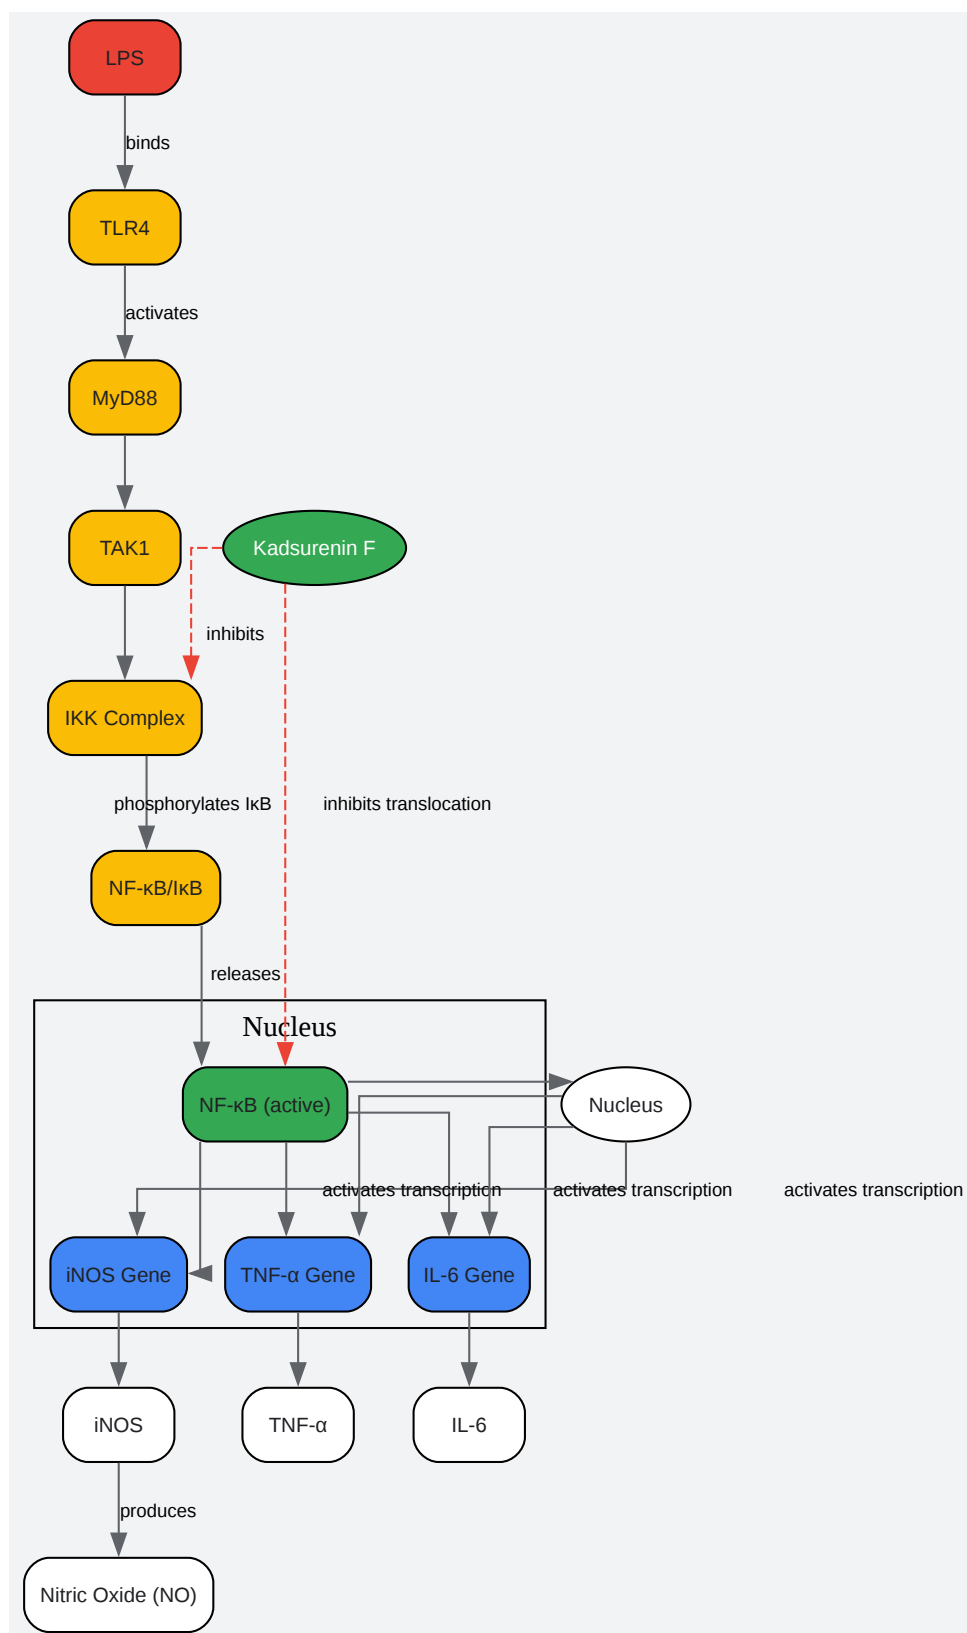 LPS
binds
TLR4
activates
MyD88
TAK1
Kadsurenin F
inhibits
IKK Complex
phosphorylates IκB
inhibits translocation
NF-κB/IκB
releases
Nucleus
NF-κB (active)
Nucleus
activates transcription
activates transcription
activates transcription
iNOS Gene
TNF-α Gene
IL-6 Gene
iNOS
TNF-α
IL-6
produces
Nitric Oxide (NO)